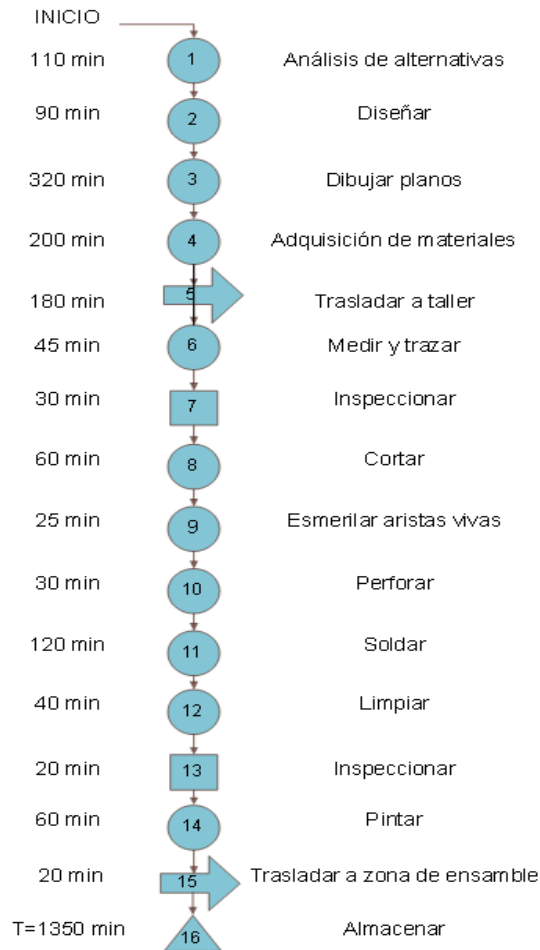 INICIO
110 min 1 Análisis de alternativas
90 min 2 Diseñar
320 min 3 Dibujar planos
200 min 4 Adquisición de materiales
180 min 5 Trasladar a taller
45 min 6 Medir y trazar
30 min 7 Inspeccionar
60 min 8 Cortar
25 min 9 Esmerilar aristas vivas
30 min 10 Perforar
120 min 11 Soldar
40 min 12 Limpiar
20 min 13 Inspeccionar
60 min 14 Pintar
20 min 15 Trasladar a zona de ensamble
T=1350 min 16 Almacenar